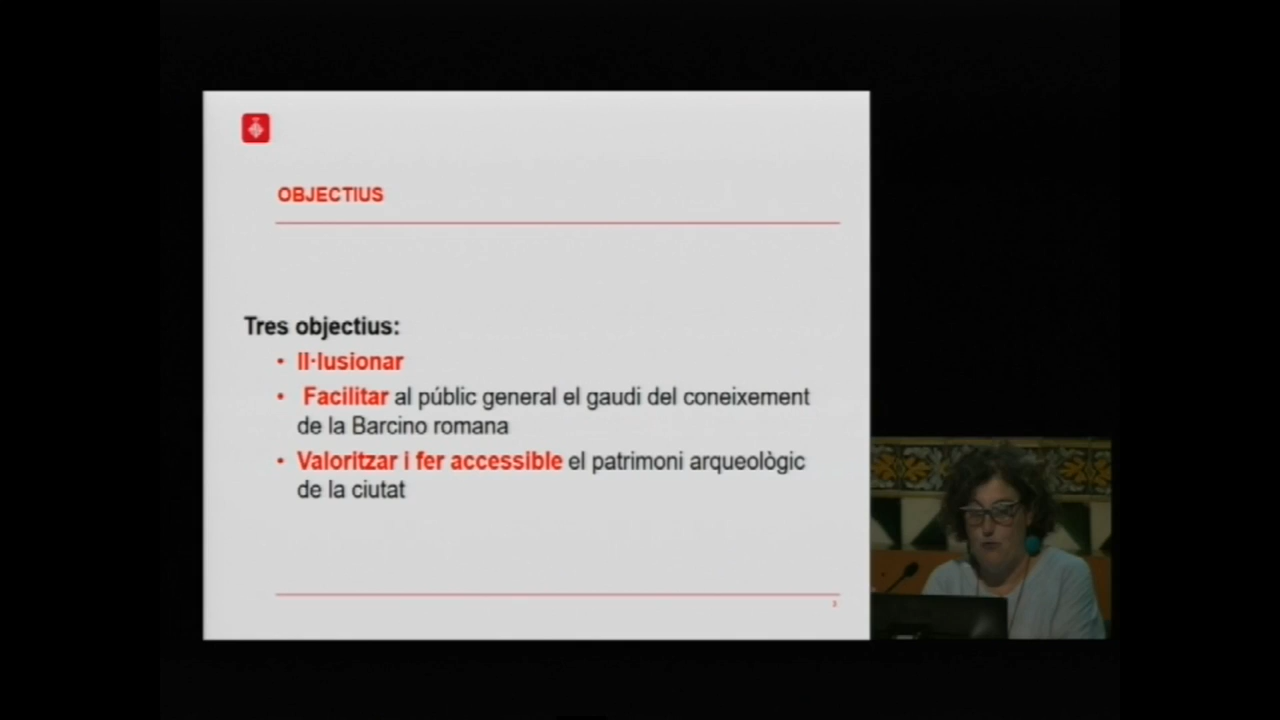 OBJECTIUS
Tres objectius:
• Il·lusionar
• Facilitar al públic general el gaudi del coneixement
de la Barcino romana
• Valoritzar i fer accessible el patrimoni arqueològic
de la ciutat
3